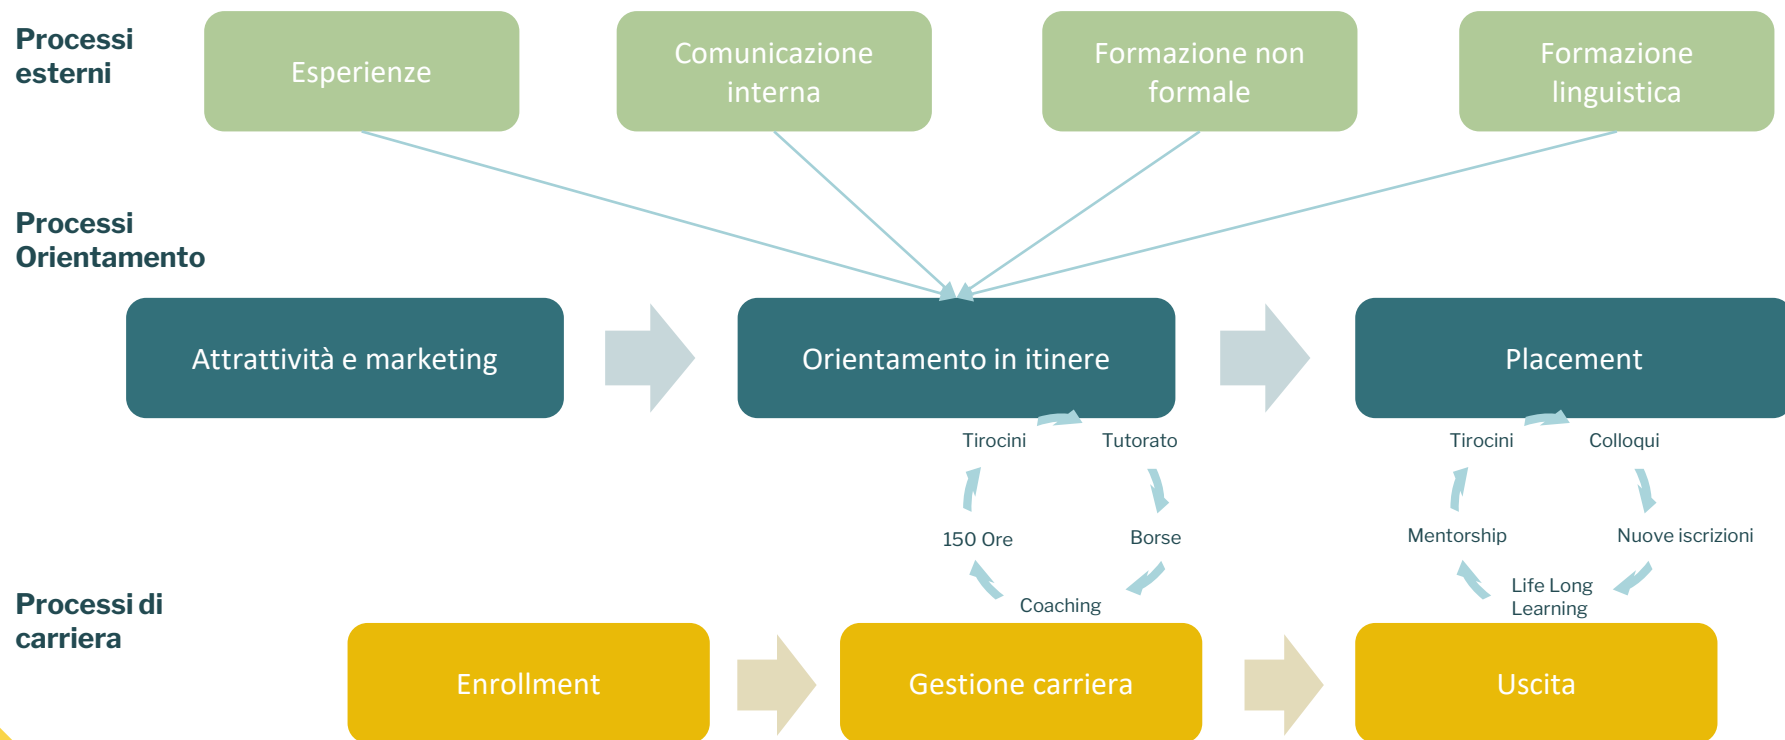 Processi
esterni
Esperienze
Comunicazione
interna
Formazione non
formale
Formazione
linguistica
Processi
Orientamento
Attrattività e marketing
Orientamento in itinere
Placement
Tirocini
Tutorato
150 Ore
Borse
Coaching
Tirocini
Colloqui
Mentorship
Nuove iscrizioni
Life Long
Learning
Processi di
carriera
Enrollment
Gestione carriera
Uscita